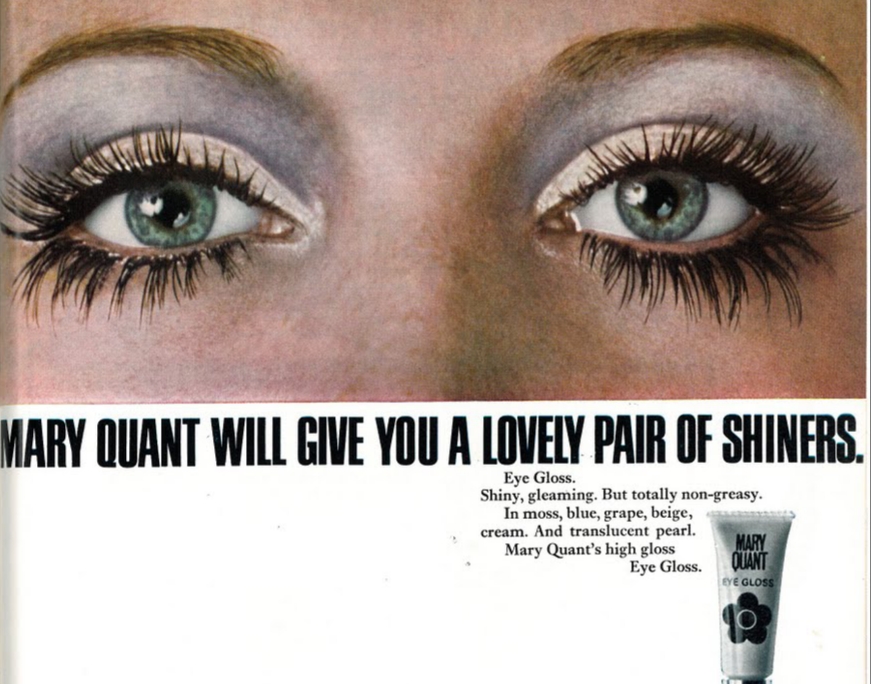 MARY QUANT WILL GIVE YOU A LOVELY PAIR OF SHINERS.
Eye Gloss.
Shiny, gleaming. But totally non-greasy.
In moss, blue, grape, beige,
cream. And translucent pearl.
Mary Quant's high gloss
Eye Gloss.
MARY
QUANT
EYE GLOSS